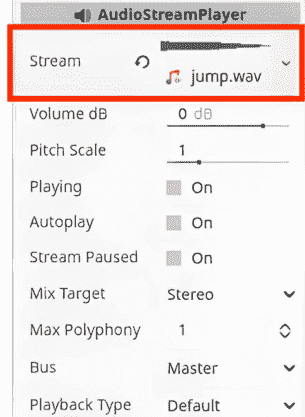 AudioStreamPlayer
Stream
jump.wav
Volume dB 0 dB
Pitch Scale 1
Playing On
Autoplay On
Stream Paused On
Mix Target Stereo
Max Polyphony 1
Bus Master
Playback Type Default